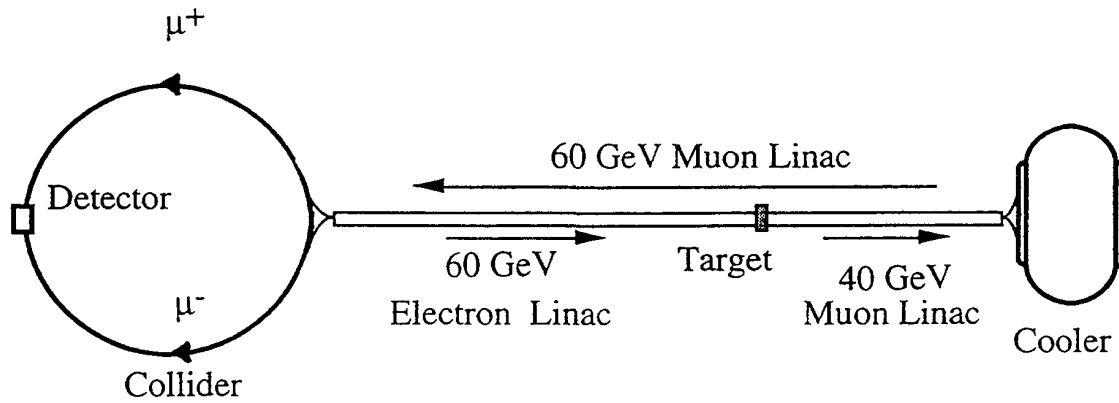 μ+
60 GeV Muon Linac
Detector
60 GeV
Target
40 GeV
μ-
Electron Linac
Muon Linac
Cooler
Collider